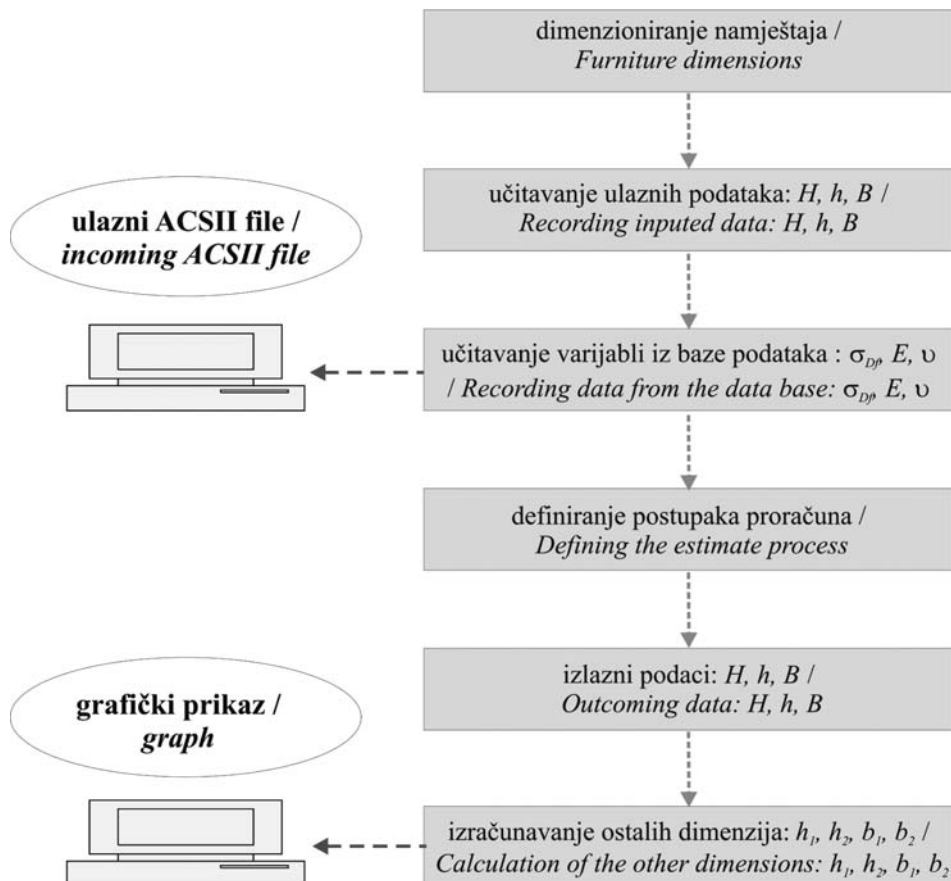 dimenzioniranje namještaja /
Furniture dimensions
učitavanje ulaznih podataka: H, h, B /
Recording inputed data: H, h, B
ulazni ACSII file /
incoming ACSII file
učitavanje varijabli iz baze podataka : σDf, E, υ
/ Recording data from the data base: σDf, E, υ
definiranje postupaka proračuna /
Defining the estimate process
izlazni podaci: H, h, B /
Outcoming data: H, h, B
grafički prikaz /
graph
izračunavanje ostalih dimenzija: h₁, h₂, b₁, b₂ /
Calculation of the other dimensions: h₁, h₂, b₁, b₂